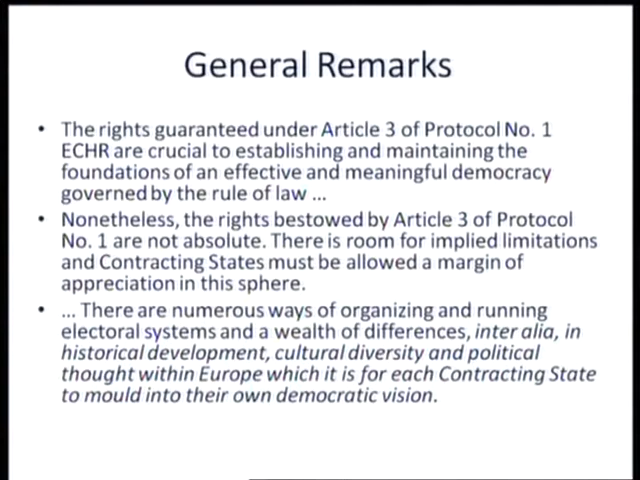 General Remarks
• The rights guaranteed under Article 3 of Protocol No. 1
ECHR are crucial to establishing and maintaining the
foundations of an effective and meaningful democracy
governed by the rule of law ...
• Nonetheless, the rights bestowed by Article 3 of Protocol
No. 1 are not absolute. There is room for implied limitations
and Contracting States must be allowed a margin of
appreciation in this sphere.
• ... There are numerous ways of organizing and running
electoral systems and a wealth of differences, inter alia, in
historical development, cultural diversity and political
thought within Europe which it is for each Contracting State
to mould into their own democratic vision.